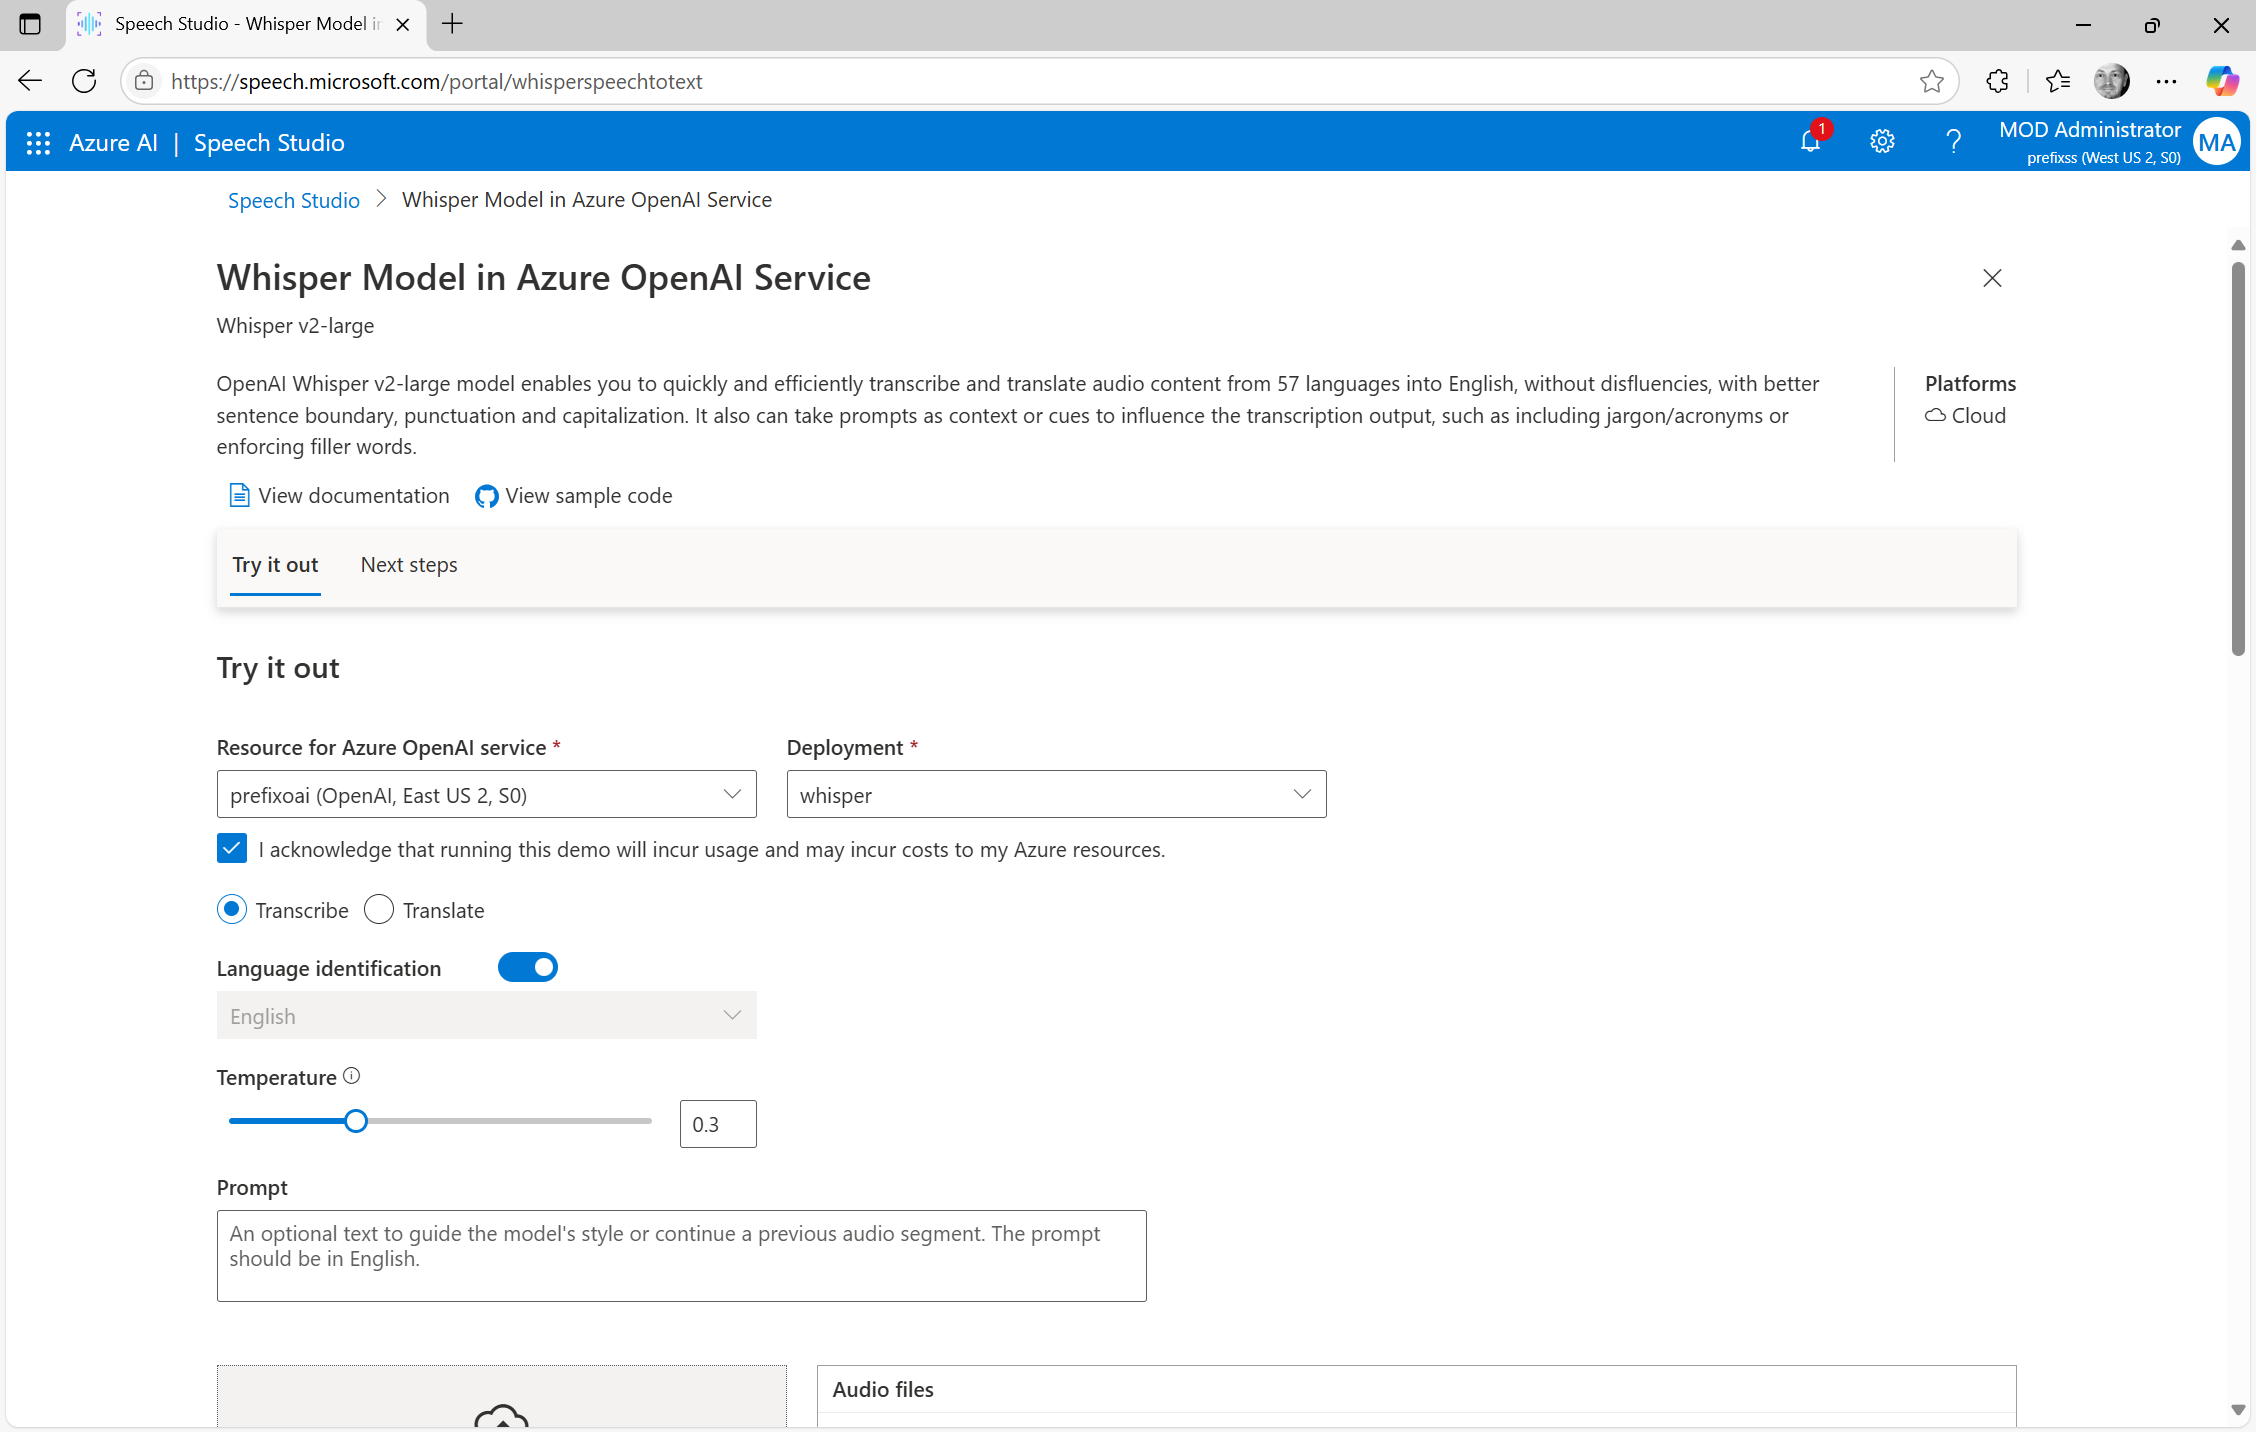 Speech Studio - Whisper Model in
https://speech.microsoft.com/portal/whisperspeechtotext
Azure AI | Speech Studio
1
MOD Administrator
prefixss (West US 2, S0)
MA
Speech Studio > Whisper Model in Azure OpenAI Service
Whisper Model in Azure OpenAI Service
Whisper v2-large
OpenAI Whisper v2-large model enables you to quickly and efficiently transcribe and translate audio content from 57 languages into English, without disfluencies, with better
sentence boundary, punctuation and capitalization. It also can take prompts as context or cues to influence the transcription output, such as including jargon/acronyms or
enforcing filler words.
Platforms
Cloud
View documentation View sample code
Try it out Next steps
Try it out
Resource for Azure OpenAI service * Deployment *
prefixoai (OpenAI, East US 2, S0) whisper
I acknowledge that running this demo will incur usage and may incur costs to my Azure resources.
Transcribe Translate
Language identification
English
Temperature
0.3
Prompt
An optional text to guide the model's style or continue a previous audio segment. The prompt
should be in English.
Audio files